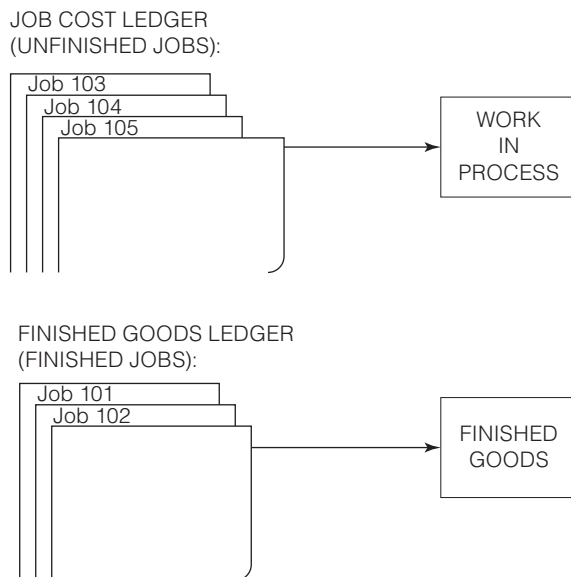 JOB COST LEDGER
(UNFINISHED JOBS):
Job 103
Job 104
Job 105
WORK
IN
PROCESS
FINISHED GOODS LEDGER
(FINISHED JOBS):
Job 101
Job 102
FINISHED
GOODS